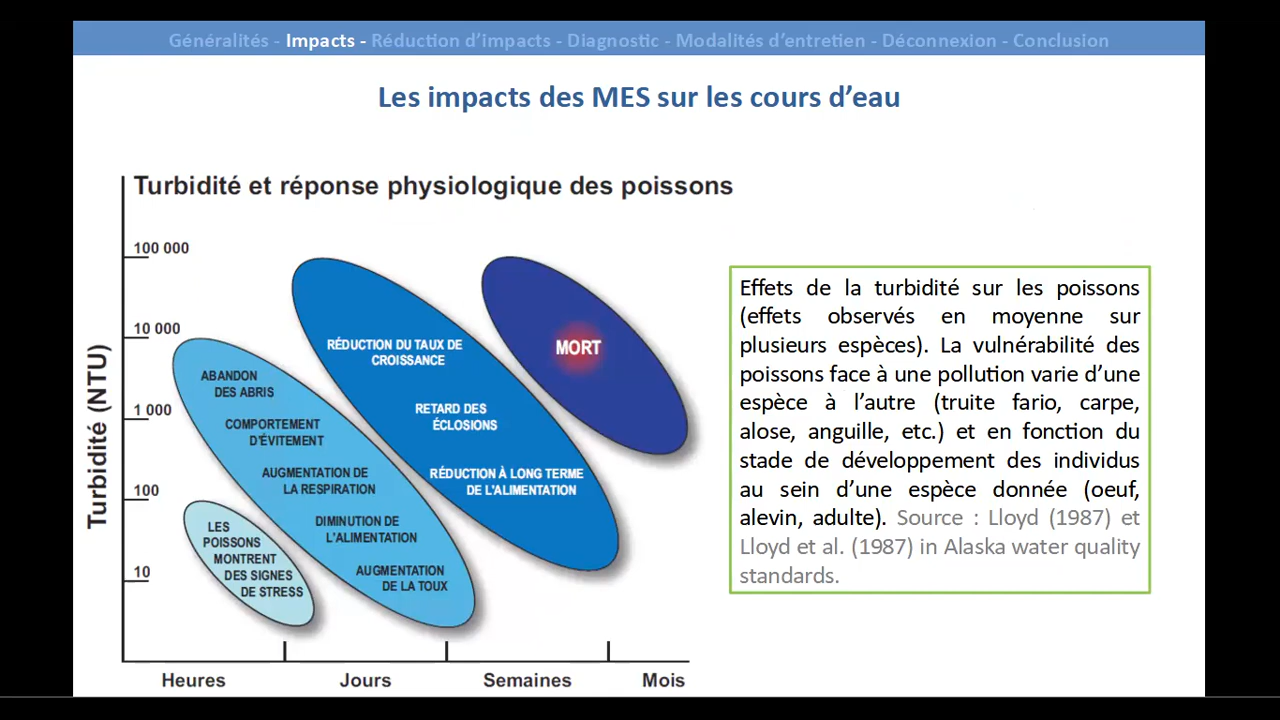 Généralités - Impacts - Réduction d’impacts - Diagnostic - Modalités d’entretien - Déconnexion - Conclusion
Les impacts des MES sur les cours d’eau
Turbidité et réponse physiologique des poissons
Turbidité (NTU)
100 000
10 000
1 000
100
10
ABANDON
DES ABRIS
COMPORTEMENT
D'ÉVITEMENT
AUGMENTATION DE
LA RESPIRATION
DIMINUTION DE
L'ALIMENTATION
AUGMENTATION
DE LA TOUX
LES
POISSONS
MONTRENT
DES SIGNES
DE STRESS
RÉDUCTION DU TAUX DE
CROISSANCE
RETARD DES
ÉCLOSIONS
RÉDUCTION À LONG TERME
DE L'ALIMENTATION
MORT
Heures
Jours
Semaines
Mois
Effets de la turbidité sur les poissons
(effets observés en moyenne sur
plusieurs espèces). La vulnérabilité des
poissons face à une pollution varie d’une
espèce à l’autre (truite fario, carpe,
alose, anguille, etc.) et en fonction du
stade de développement des individus
au sein d’une espèce donnée (oeuf,
alevin, adulte). Source : Lloyd (1987) et
Lloyd et al. (1987) in Alaska water quality
standards.